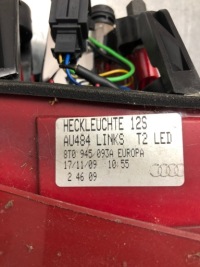 HECKLEUCHTE 12S
AU484 LINKS T2 LED
8T0 945/093A EUROPA
17/11/09 10:55
2 46 09